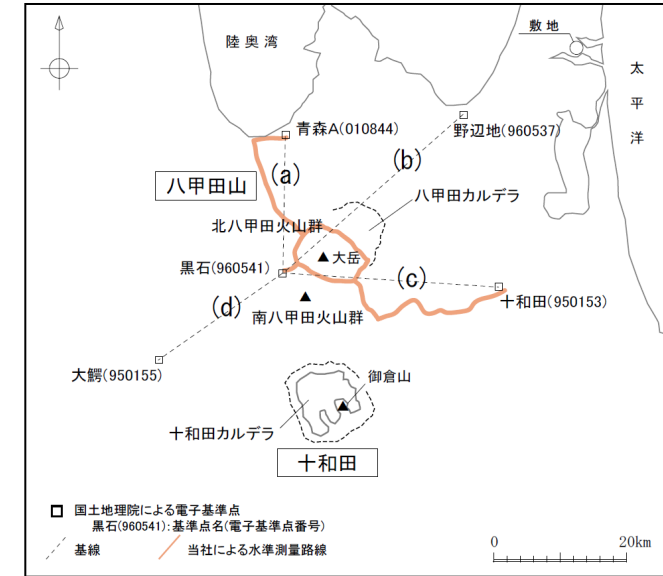 陸奥湾
敷地
太平洋
青森A(010844)
野辺地(960537)
(a)
(b)
八甲田山
八甲田カルデラ
北八甲田火山群
大岳
黒石(960541)
(c)
(d)
十和田(950153)
南八甲田火山群
大鰐(950155)
御倉山
十和田カルデラ
十和田
国土地理院による電子基準点
黒石(960541):基準点名(電子基準点番号)
基線
当社による水準測量路線
0
20km